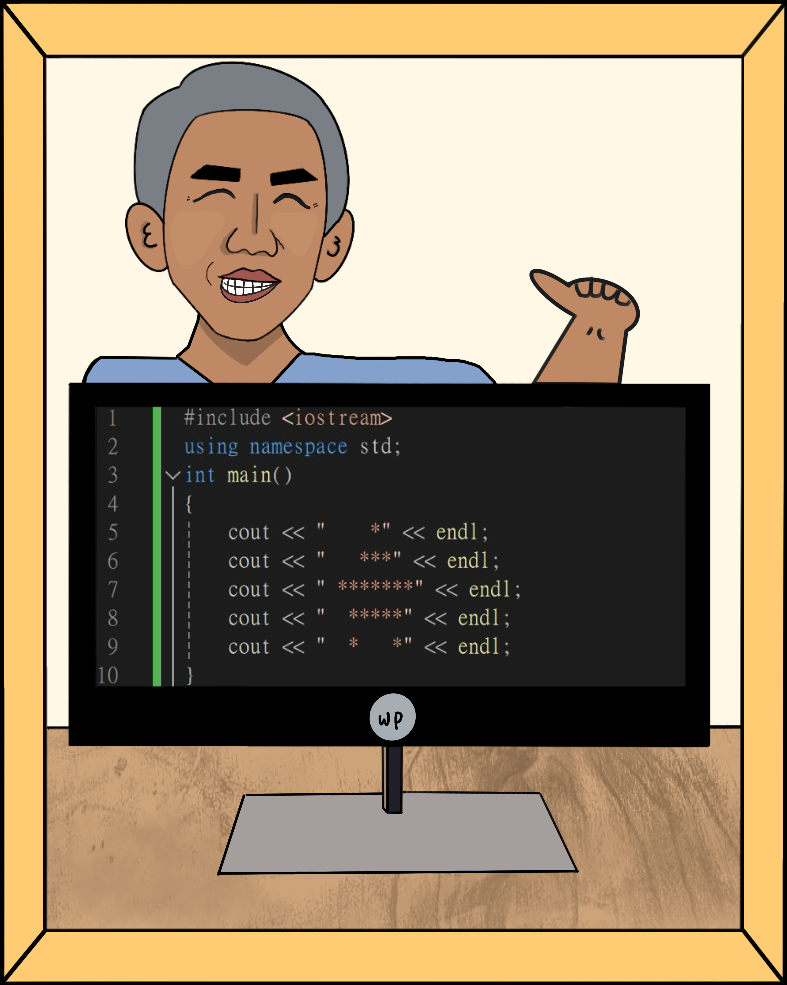 1 #include <iostream>
2 using namespace std;
3 int main()
4 {
5     cout << "    *" << endl;
6     cout << "   ***" << endl;
7     cout << " *******" << endl;
8     cout << "  *****" << endl;
9     cout << "  *   *" << endl;
10 }
WP